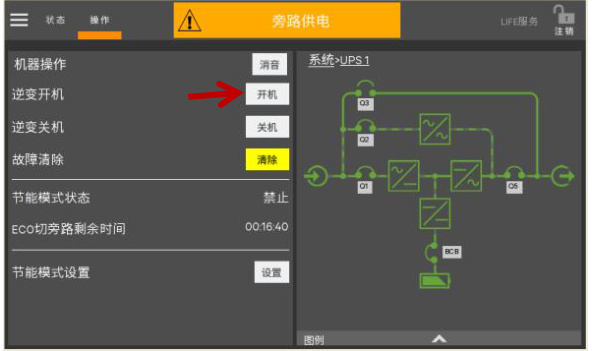 状态 操作 旁路供电 LIFE服务 注销
机器操作 消音
逆变开机 开机
逆变关机 关机
故障清除 清除
节能模式状态 禁止
ECO切旁路剩余时间 00:16:40
节能模式设置 设置
系统>UPS 1
Q3
Q2
Q1
Q5
BCB
图例